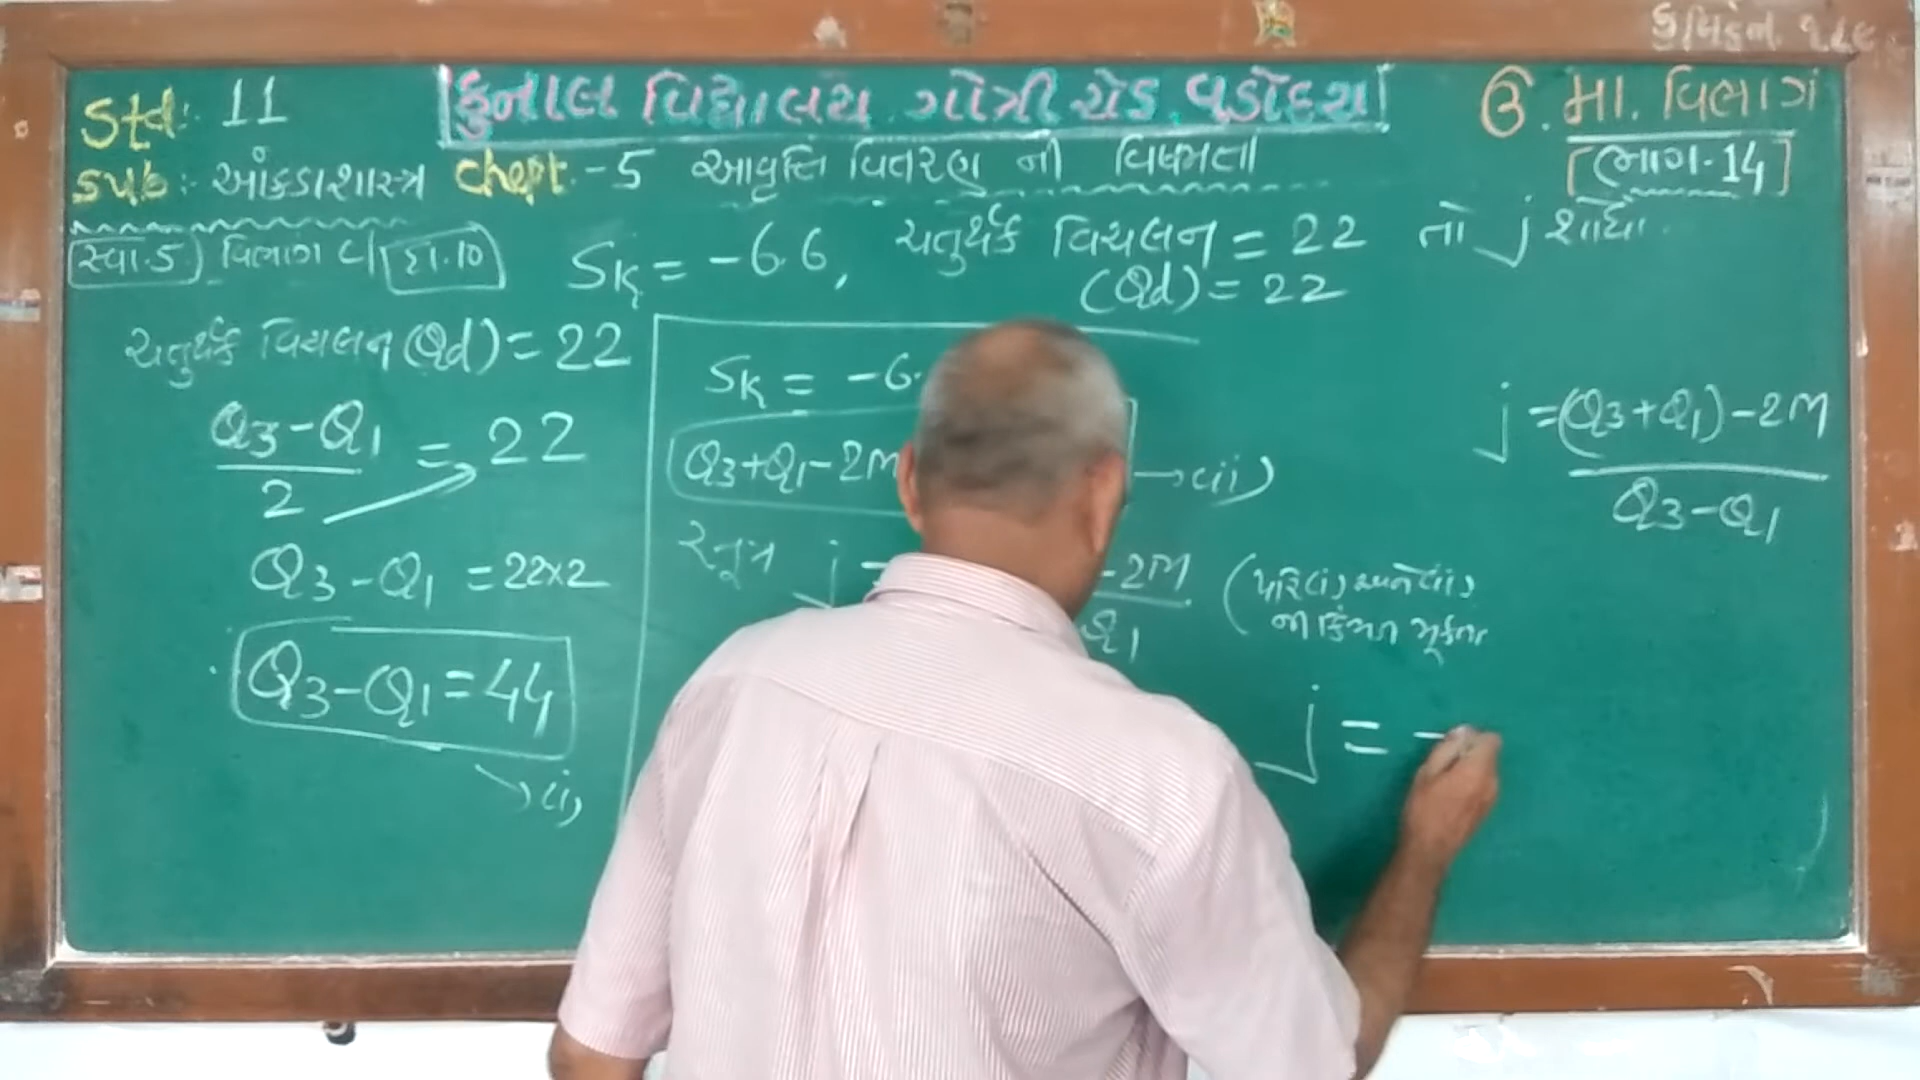 Std:- 11
કુનાલ વિદ્યાલય ગોત્રી રોડ, વડોદરા
ઉ. મા. વિભાગ
ભાગ-14
Sub:- આંકડાશાસ્ત્ર
Chept.-5 આવૃત્તિ વિતરણ ની વિષમતા
સ્વા.5 વિભાગ દા.10
Sk = -6.6, ચતુર્થક વિચલન = 22 તો j શોધો.
(Qd) = 22
ચતુર્થક વિચલન (Qd) = 22
Q3-Q1
2
= 22
Q3-Q1 = 22x2
Q3-Q1 = 44
→ (i)
Sk = -6.
Q3+Q1-2M
→ (ii)
સૂત્ર j =
-2M
Q1
j = -
j = (Q3+Q1)-2M
Q3-Q1